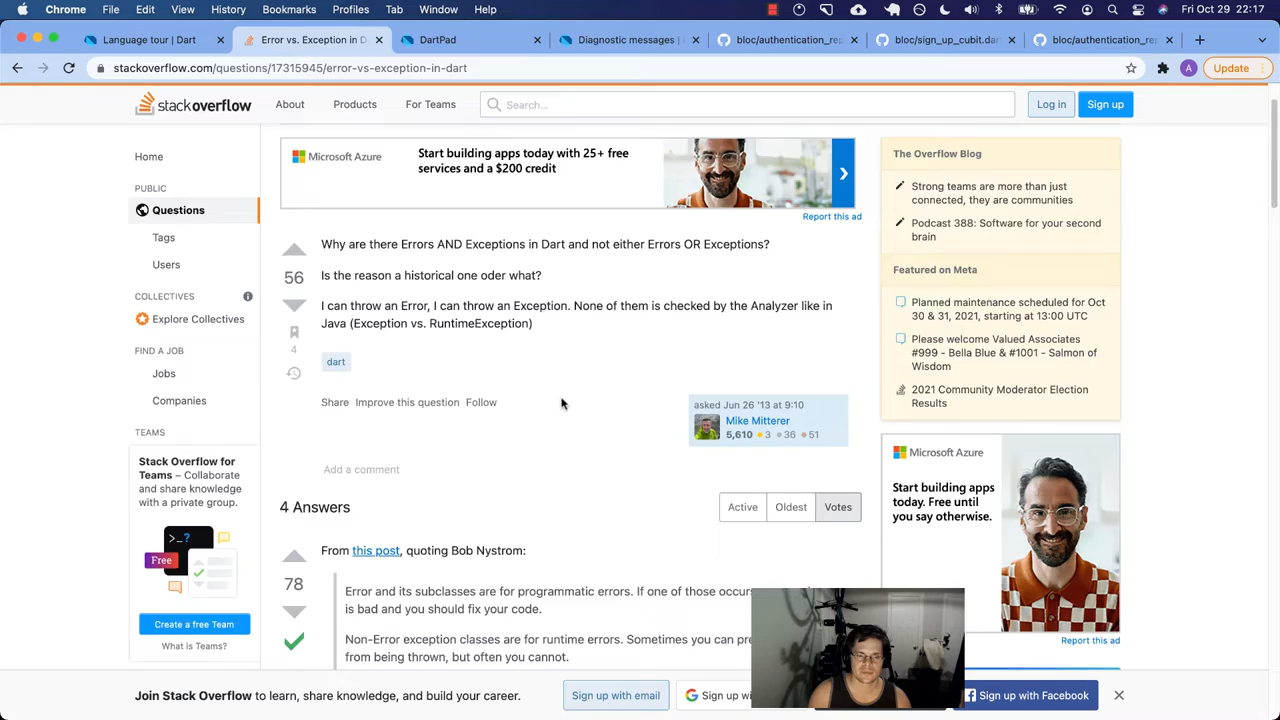 Chrome File Edit View History Bookmarks Profiles Tab Window Help
Fri Oct 29 22:17
Language tour | Dart
Error vs. Exception in D
DartPad
Diagnostic messages |
bloc/authentication_rep
bloc/sign_up_cubit.dar
bloc/authentication_rep
stackoverflow.com/questions/17315945/error-vs-exception-in-dart
A
Update
stackoverflow
About
Products
For Teams
Search...
Log in
Sign up
Home
PUBLIC
Questions
Tags
Users
COLLECTIVES
Explore Collectives
FIND A JOB
Jobs
Companies
TEAMS
Stack Overflow for
Teams – Collaborate
and share knowledge
with a private group.
>_?
Free
Create a free Team
What is Teams?
Microsoft Azure
Start building apps today with 25+ free
services and a $200 credit
Report this ad
56
4
Why are there Errors AND Exceptions in Dart and not either Errors OR Exceptions?
Is the reason a historical one oder what?
I can throw an Error, I can throw an Exception. None of them is checked by the Analyzer like in
Java (Exception vs. RuntimeException)
dart
Share Improve this question Follow
asked Jun 26 '13 at 9:10
Mike Mitterer
5,610 3 36 51
Add a comment
4 Answers
Active
Oldest
Votes
78
From this post, quoting Bob Nystrom:
Error and its subclasses are for programmatic errors. If one of those occurs
is bad and you should fix your code.
Non-Error exception classes are for runtime errors. Sometimes you can
from being thrown, but often you cannot.
The Overflow Blog
Strong teams are more than just
connected, they are communities
Podcast 388: Software for your second
brain
Featured on Meta
Planned maintenance scheduled for Oct
30 & 31, 2021, starting at 13:00 UTC
Please welcome Valued Associates
#999 - Bella Blue & #1001 - Salmon of
Wisdom
2021 Community Moderator Election
Results
Microsoft Azure
Start building apps
today. Free until
you say otherwise.
Report this ad
Join Stack Overflow to learn, share knowledge, and build your career.
Sign up with email
Sign up
Sign up with Facebook